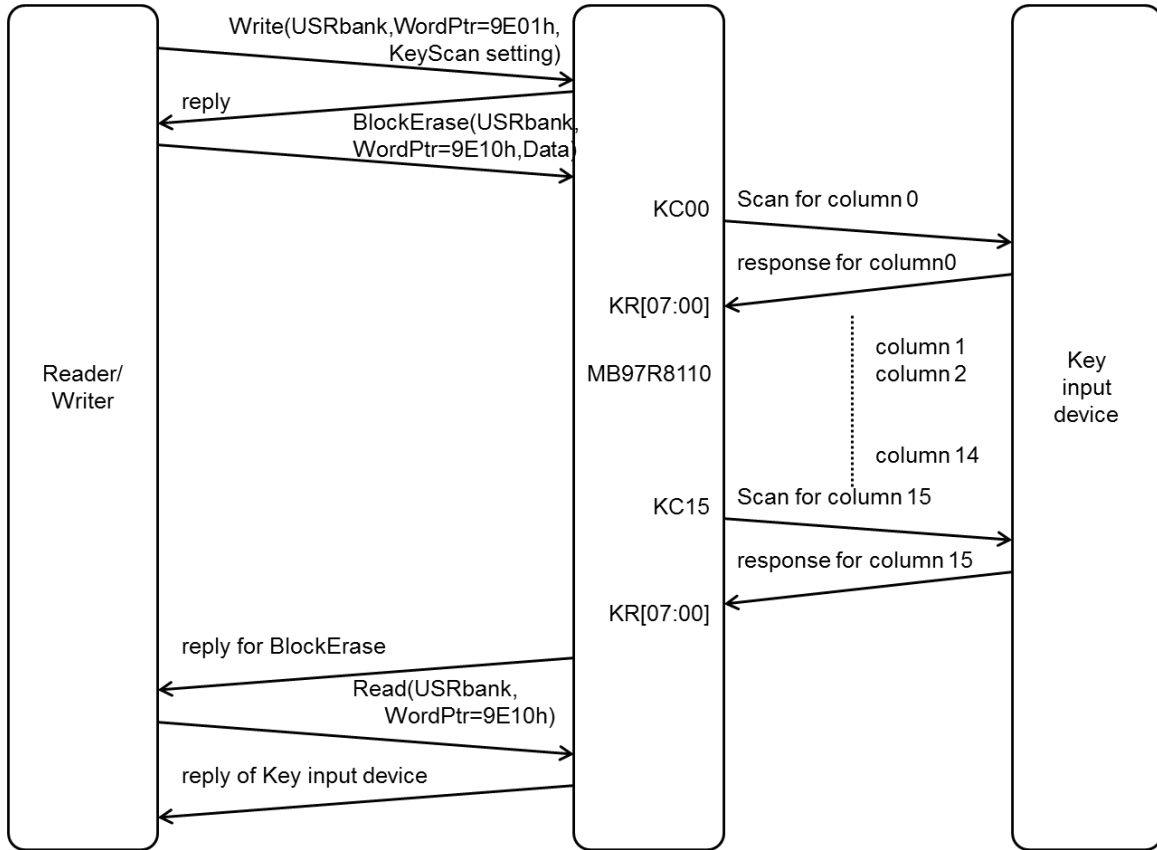 Write(USRbank,WordPtr=9E01h,
KeyScan setting)
reply
BlockErase(USRbank,
WordPtr=9E10h,Data)
KC00
Scan for column 0
response for column0
KR[07:00]
Reader/
Writer
MB97R8110
column 1
column 2
Key
input
device
column 14
KC15
Scan for column 15
response for column 15
KR[07:00]
reply for BlockErase
Read(USRbank,
WordPtr=9E10h)
reply of Key input device